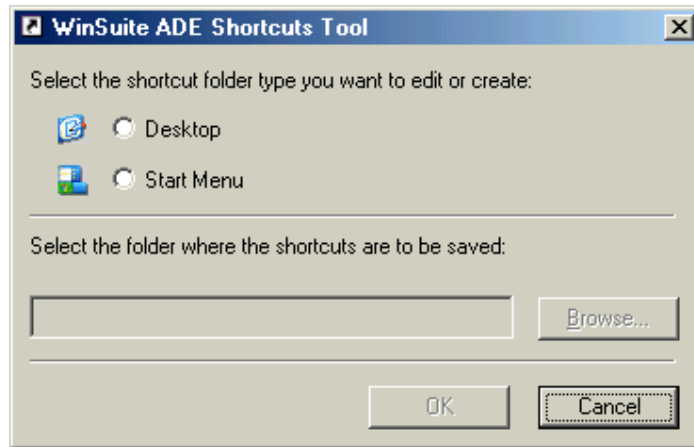 WinSuite ADE Shortcuts Tool
Select the shortcut folder type you want to edit or create:
Desktop
Start Menu
Select the folder where the shortcuts are to be saved:
Browse...
OK
Cancel